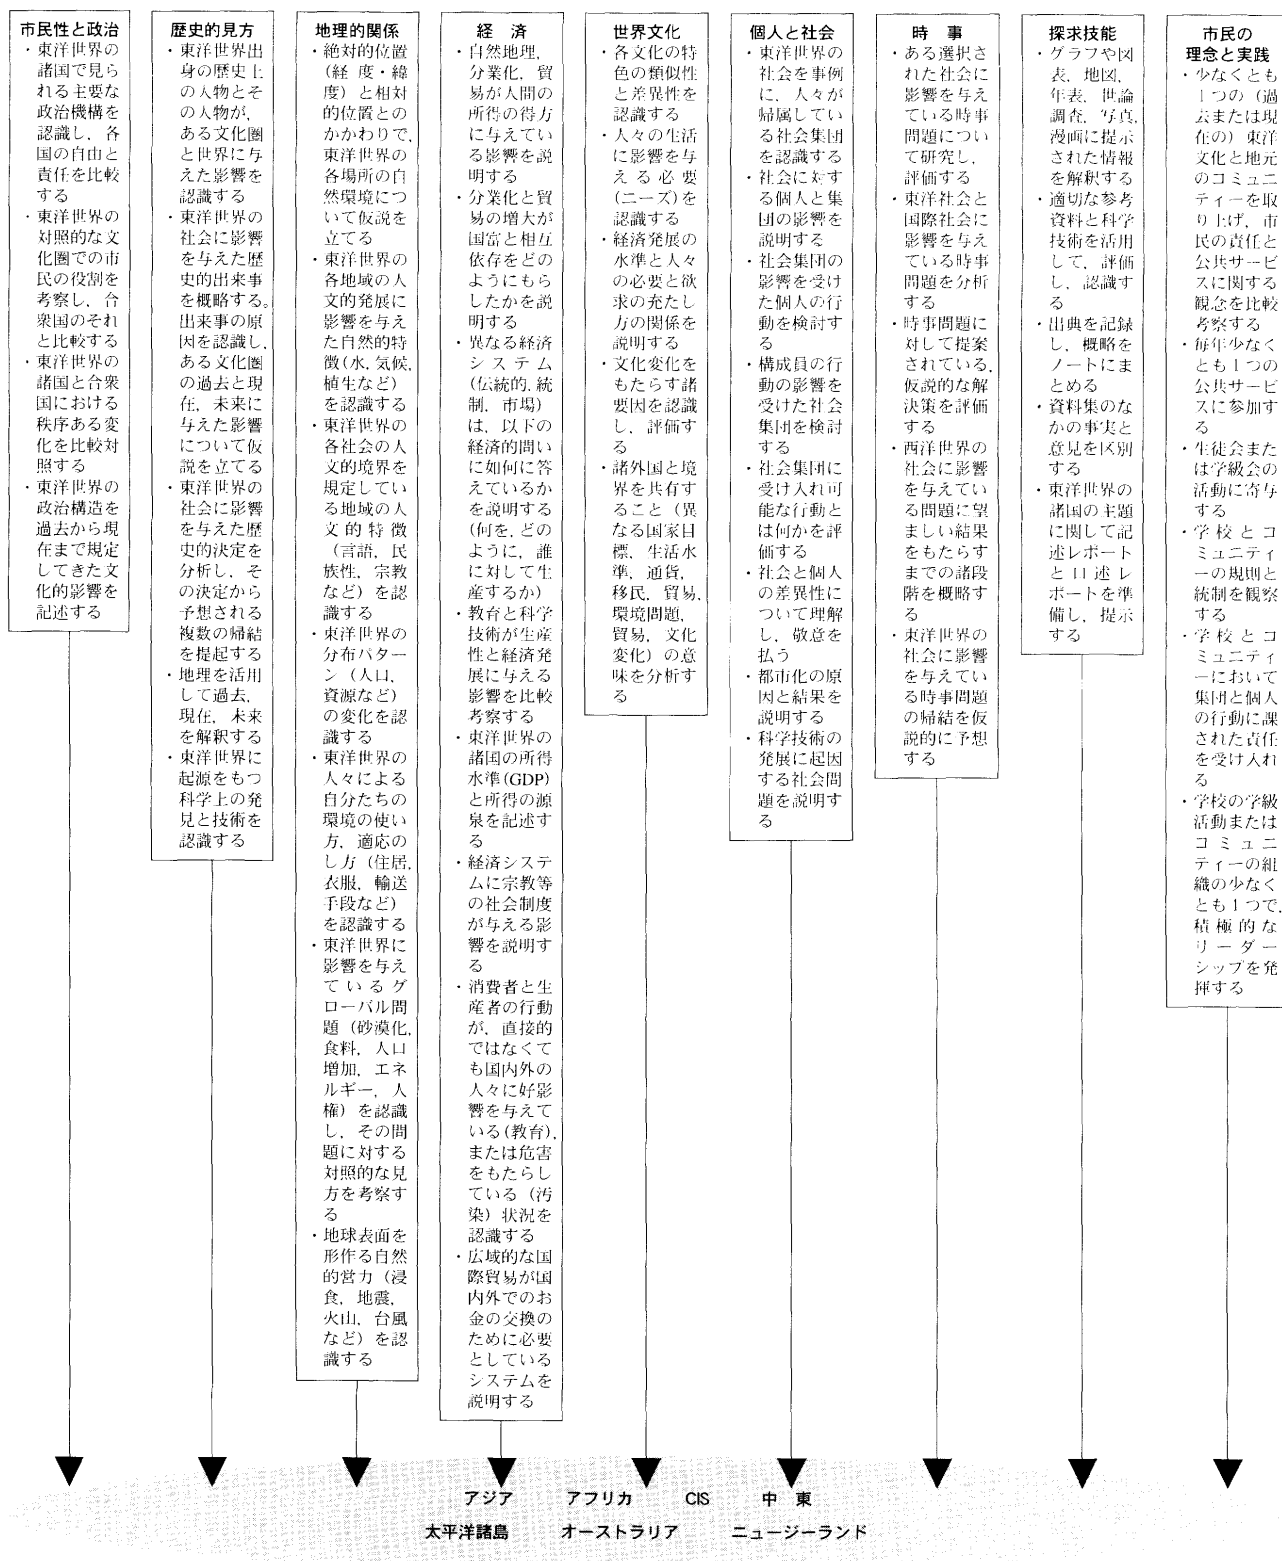 市民性と政治
・東洋世界の
諸国で見ら
れる主要な
政治機構を
認識し，各
国の自由と
責任を比較
する
・東洋世界の
対照的な文
化圏での市
民の役割を
考察し，合
衆国のそれ
と比較する
・東洋世界の
諸国と合衆
国における
秩序ある変
化を比較対
照する
・東洋世界の
政治構造を
過去から現
在まで規定
してきた文
化的影響を
記述する
歴史的見方
・東洋世界出
身の歴史上
の人物とそ
の人物が，
ある文化圏
と世界に与
えた影響を
認識する
・東洋世界の
社会に影響
を与えた歴
史的出来事
を概略する。
出来事の原
因を認識し，
ある文化圏
の過去と現
在，未来に
与えた影響
について仮
説を立てる
・東洋世界の
社会に影響
を与えた歴
史的決定を
分析し，そ
の決定から
予想される
複数の帰結
を提起する
・地理を活用
して過去，
現在，未来
を解釈する
・東洋世界に
起源をもつ
科学上の発
見と技術を
認識する
地理的関係
・絶対的位置
（経度・緯
度）と相対
的位置との
かかわりで，
東洋世界の
各場所の自
然環境につ
いて仮説を
立てる
・東洋世界の
各地域の人
文的発展に
影響を与え
た自然的特
徴（水，気候，
植生など）
を認識する
・東洋世界の
各社会の人
文的境界を
規定してい
る地域の人
文的特徴
（言語，民
族性，宗教
など）を認
識する
・東洋世界の
分布パター
ン（人口，
資源など）
の変化を認
識する
・東洋世界の
人々による
自分たちの
環境の使い
方，適応の
し方（住居，
衣服，輸送
手段など）
を認識する
・東洋世界に
影響を与え
ているグ
ローバル問
題（砂漠化，
食料，人口
増加，エネ
ルギー，人
権）を認識
し，その問
題に対する
対照的な見
方を考察す
る
・地球表面を
形作る自然
的営力（浸
食，地震，
火山，台風
など）を認
識する
経 済
・自然地理，
分業化，貿
易が人間の
所得の得方
に与えてい
る影響を説
明する
・分業化と貿
易の増大が
国富と相互
依存をどの
ようにもら
したかを説
明する
・異なる経済
システム
（伝統的，統
制，市場）
は，以下の
経済的問い
に如何に答
えているか
を説明する
（何を，どの
ように，誰
に対して生
産するか）
・教育と科学
技術が生産
性と経済発
展に与える
影響を比較
考察する
・東洋世界の
諸国の所得
水準(GDP)
と所得の源
泉を記述す
る
・経済システ
ムに宗教等
の社会制度
が与える影
響を説明す
る
・消費者と生
産者の行動
が，直接的
ではなくて
も国内外の
人々に好影
響を与えて
いる（教育），
または危害
をもたらし
ている（汚
染）状況を
認識する
・広域的な国
際貿易が国
内外でのお
金の交換の
ために必要
としている
システムを
説明する
世界文化
・各文化の特
色の類似性
と差異性を
認識する
・人々の生活
に影響を与
える必要
（ニーズ）を
認識する
・経済発展の
水準と人々
の必要と欲
求の充たし
方の関係を
説明する
・文化変化を
もたらす諸
要因を認識
し，評価す
る
・諸外国と境
界を共有す
ること（異
なる国家目
標，生活水
準，通貨，
移民，貿易，
環境問題，
貿易，文化
変化）の意
味を分析す
る
個人と社会
・東洋世界の
社会を事例
に，人々が
帰属してい
る社会集団
を認識する
・社会に対す
る個人と集
団の影響を
説明する
・社会集団の
影響を受け
た個人の行
動を検討す
る
・構成員の行
動の影響を
受けた社会
集団を検討
する
・社会集団に
受け入れ可
能な行動と
は何かを評
価する
・社会と個人
の差異性に
ついて理解
し，敬意を
払う
・都市化の原
因と結果を
説明する
・科学技術の
発展に起因
する社会問
題を説明す
る
時 事
・ある選択さ
れた社会に
影響を与え
ている時事
問題につい
て研究し，
評価する
・東洋社会と
国際社会に
影響を与え
ている時事
問題を分析
する
・時事問題に
対して提案
されている，
仮説的な解
決策を評価
する
・西洋世界の
社会に影響
を与えてい
る問題に望
ましい結果
をもたらす
までの諸段
階を概略す
る
・東洋世界の
社会に影響
を与えてい
る時事問題
の帰結を仮
説的に予想
する
探求技能
・グラフや図
表，地図，
年表，世論
調査，写真，
漫画に提示
された情報
を解釈する
・適切な参考
資料と科学
技術を活用
して，評価
し，認識す
る
・出典を記録
し，概略を
ノートにま
とめる
・資料集のな
かの事実と
意見を区別
する
・東洋世界の
諸国の主題
に関して記
述レポート
と口述レ
ポートを準
備し，提示
する
市民の
理念と実践
・少なくとも
1つの（過
去または現
在の）東洋
文化と地元
のコミュニ
ティーを取
り上げ，市
民の責任と
公共サービ
スに関する
観念を比較
考察する
・毎年少なく
とも1つの
公共サービ
スに参加す
る
・生徒会また
は学級会の
活動に寄与
する
・学校とコ
ミュニティ
ーの規則と
統制を観察
する
・学校とコ
ミュニティ
ーにおいて
集団と個人
の行動に課
された責任
を受け入れ
る
・学校の学級
活動または
コミュニ
ティーの組
織の少なく
とも1つで，
積極的な
リーダー
シップを発
揮する
アジア アフリカ CIS 中 東
太平洋諸島 オーストラリア ニュージーランド